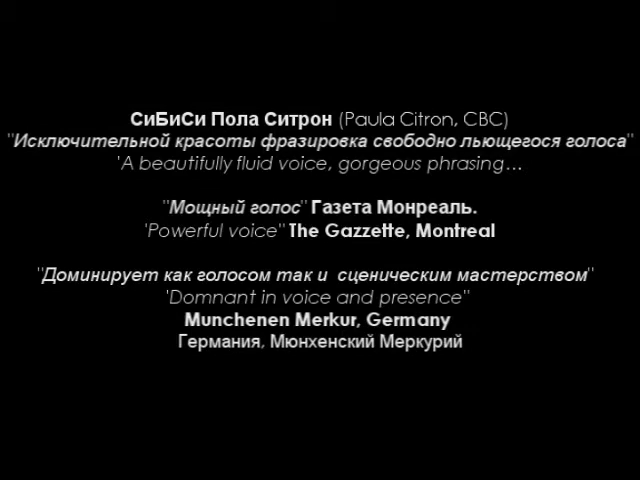 СиБиСи Пола Ситрон (Paula Citron, CBC)
"Исключительной красоты фразировка свободно льющегося голоса"
'A beautifully fluid voice, gorgeous phrasing…
"Мощный голос" Газета Монреаль.
'Powerful voice" The Gazzette, Montreal
"Доминирует как голосом так и сценическим мастерством"
'Domnant in voice and presence"
Munchenen Merkur, Germany
Германия, Мюнхенский Меркурий